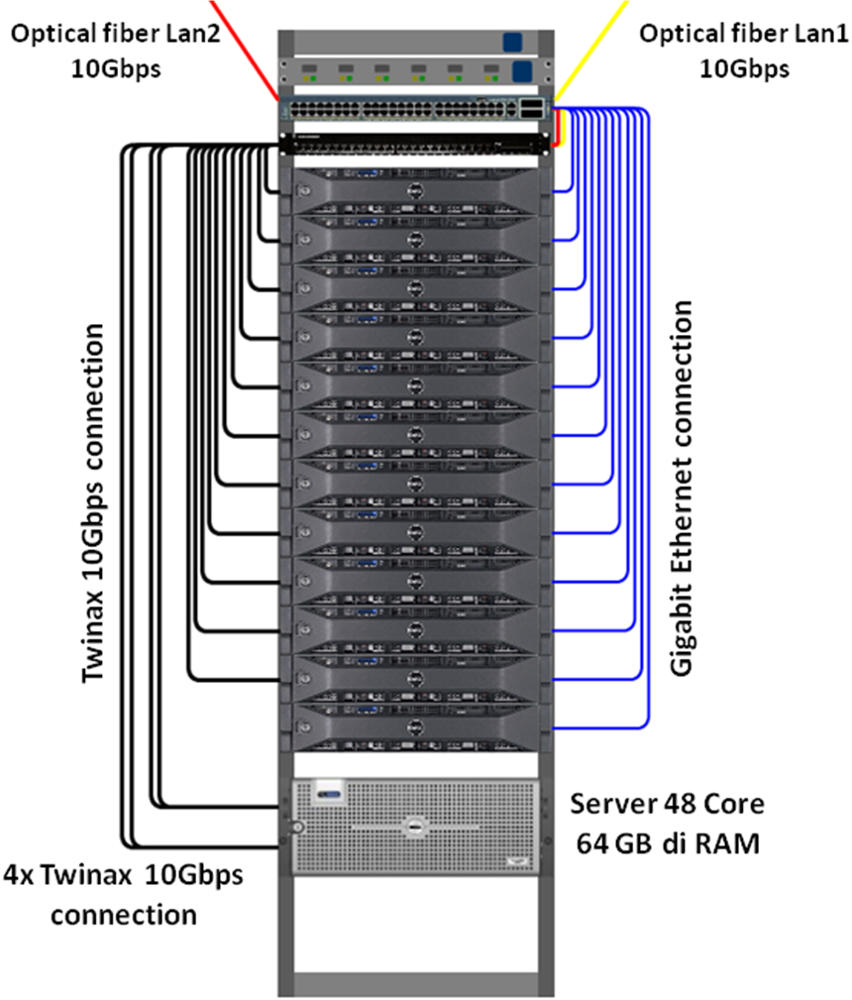 Optical fiber Lan2
10Gbps
Optical fiber Lan1
10Gbps
Twinax 10Gbps connection
Gigabit Ethernet connection
Server 48 Core
64 GB di RAM
4x Twinax 10Gbps
connection